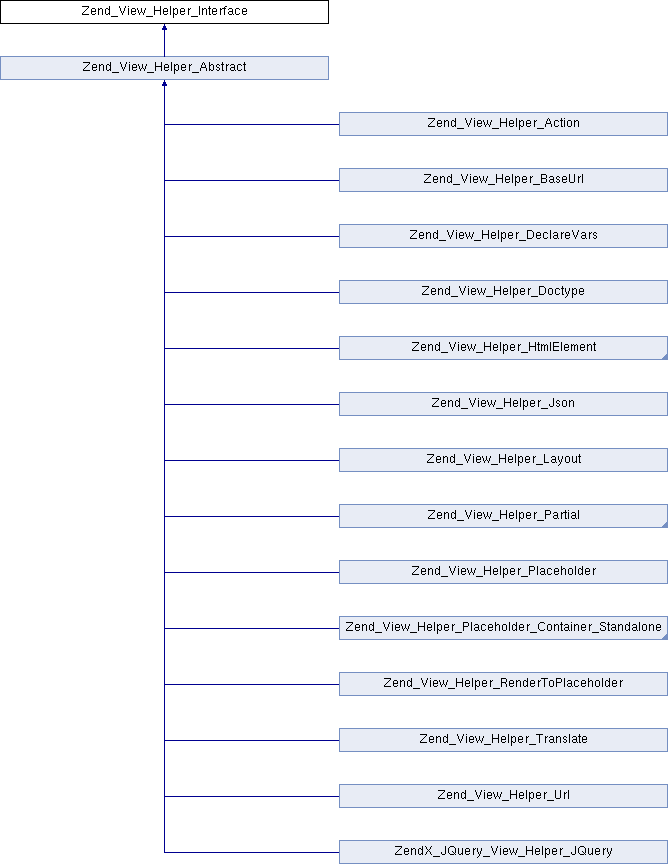 Zend_View_Helper_Interface
Zend_View_Helper_Abstract
Zend_View_Helper_Action
Zend_View_Helper_BaseUrl
Zend_View_Helper_DeclareVars
Zend_View_Helper_Doctype
Zend_View_Helper_HtmlElement
Zend_View_Helper_Json
Zend_View_Helper_Layout
Zend_View_Helper_Partial
Zend_View_Helper_Placeholder
Zend_View_Helper_Placeholder_Container_Standalone
Zend_View_Helper_RenderToPlaceholder
Zend_View_Helper_Translate
Zend_View_Helper_Url
ZendX_JQuery_View_Helper_JQuery